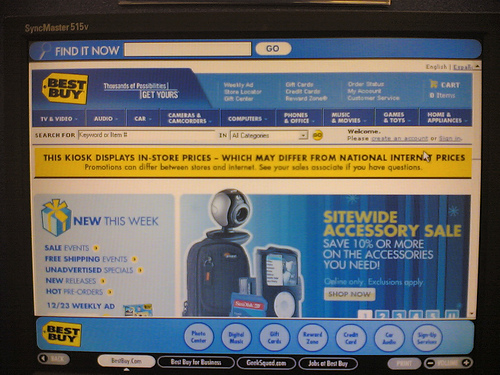 SyncMaster 515v
FIND IT NOW GO
English | Español
BEST BUY
Thousands of Possibilities
GET YOURS
Weekly Ad Gift Cards Order Status CART
Store Locator Credit Cards My Account 0 Items
Gift Center Reward Zone® Customer Service
TV & VIDEO AUDIO CAR CAMERAS & CAMCORDERS COMPUTERS PHONES & OFFICE MUSIC & MOVIES GAMES & TOYS HOME & APPLIANCES
SEARCH FOR Keyword or Item # IN All Categories GO
Welcome.
Please create an account or Sign in.
THIS KIOSK DISPLAYS IN-STORE PRICES - WHICH MAY DIFFER FROM NATIONAL INTERNET PRICES
Promotions can differ between stores and internet. See your sales associate if you have questions.
NEW THIS WEEK
SALE EVENTS
FREE SHIPPING EVENTS
UNADVERTISED SPECIALS
NEW RELEASES
HOT PRE-ORDERS
12/23 WEEKLY AD
SITEWIDE
ACCESSORY SALE
SAVE 10% OR MORE
ON THE ACCESSORIES
YOU NEED!
Online only. Exclusions apply
SHOP NOW
1 2 3 4 5
BEST BUY
Photo Center Digital Music Gift Cards Reward Zone Credit Card Car Audio Sign-Up Services
BACK BestBuy.Com Best Buy for Business GeekSquad.com Jobs at Best Buy PRINT VOLUME